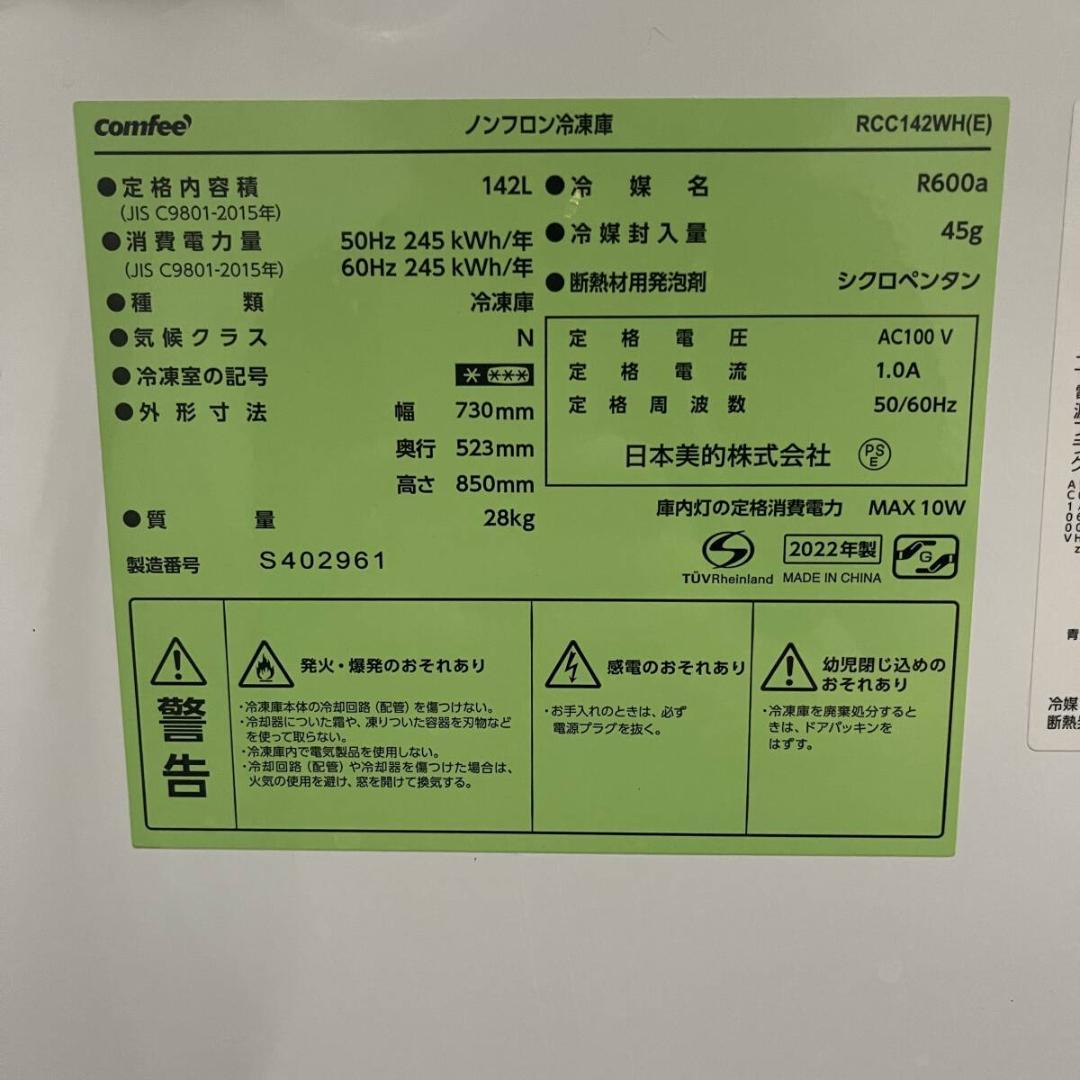 comfee' ノンフロン冷凍庫 RCC142WH(E)
●定格内容積 142L
(JIS C9801-2015年)
●消費電力量 50Hz 245 kWh/年
(JIS C9801-2015年) 60Hz 245 kWh/年
●種類 冷凍庫
●気候クラス N
●冷凍室の記号
●外形寸法 幅 730mm
奥行 523mm
高さ 850mm
●質量 28kg
製造番号 S402961
●冷媒名 R600a
●冷媒封入量 45g
●断熱材用発泡剤 シクロペンタン
定格電圧 AC100 V
定格電流 1.0A
定格周波数 50/60Hz
日本美的株式会社 PSE
庫内灯の定格消費電力 MAX 10W
TÜVRheinland
2022年製
MADE IN CHINA
G
警告
発火・爆発のおそれあり
・冷凍庫本体の冷却回路（配管）を傷つけない。
・冷却器についた霜や、凍りついた容器を刃物など
を使って取らない。
・冷凍庫内で電気製品を使用しない。
・冷却回路（配管）や冷却器を傷つけた場合は、
火気の使用を避け、窓を開けて換気する。
感電のおそれあり
・お手入れのときは、必ず
電源プラグを抜く。
幼児閉じ込めの
おそれあり
・冷凍庫を廃棄処分すると
きは、ドアパッキンを
はずす。
青
冷媒
断熱